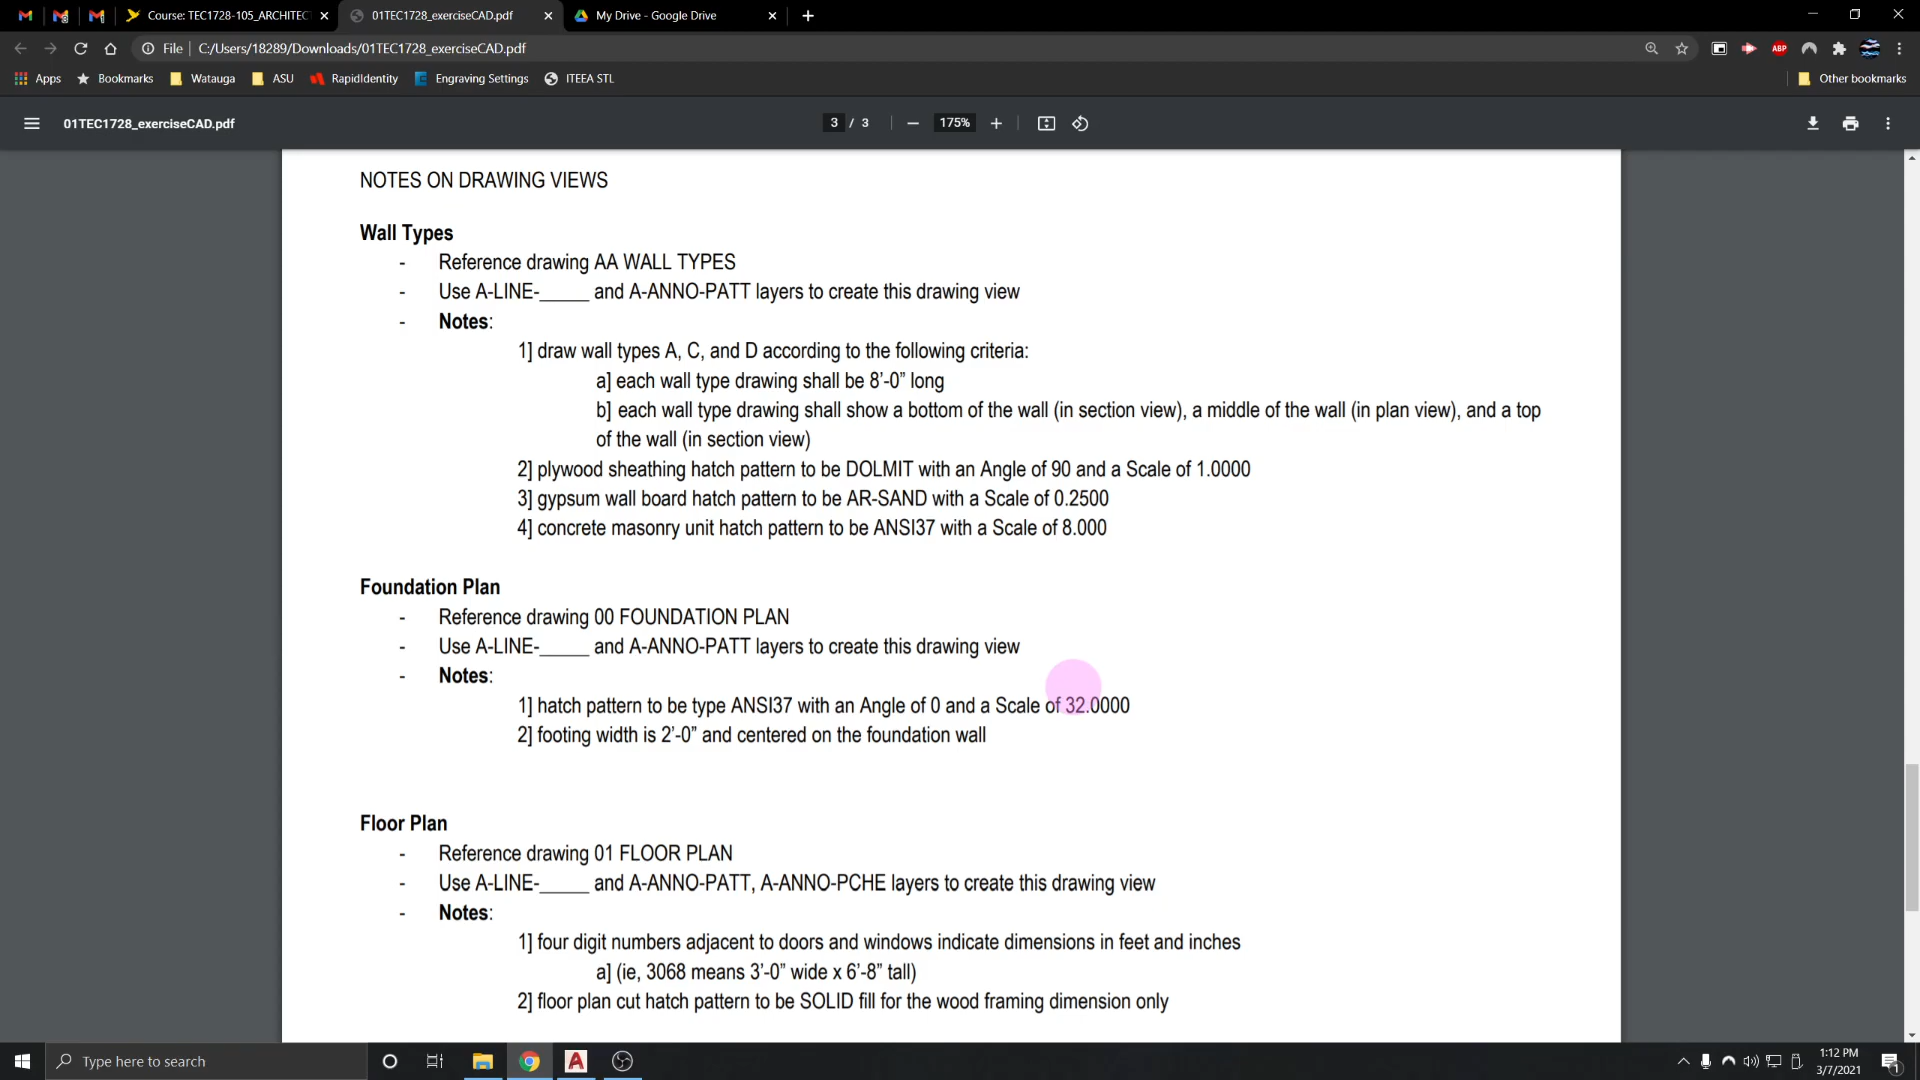 Course: TEC1728-105_ARCHITEC
01TEC1728_exerciseCAD.pdf
My Drive - Google Drive
File
C:/Users/18289/Downloads/01TEC1728_exerciseCAD.pdf
ABP
Apps
Bookmarks
Watauga
ASU
RapidIdentity
Engraving Settings
ITEEA STL
Other bookmarks
01TEC1728_exerciseCAD.pdf
3 / 3
175%
NOTES ON DRAWING VIEWS
Wall Types
- Reference drawing AA WALL TYPES
- Use A-LINE-_____ and A-ANNO-PATT layers to create this drawing view
- Notes:
1] draw wall types A, C, and D according to the following criteria:
a] each wall type drawing shall be 8’-0” long
b] each wall type drawing shall show a bottom of the wall (in section view), a middle of the wall (in plan view), and a top
of the wall (in section view)
2] plywood sheathing hatch pattern to be DOLMIT with an Angle of 90 and a Scale of 1.0000
3] gypsum wall board hatch pattern to be AR-SAND with a Scale of 0.2500
4] concrete masonry unit hatch pattern to be ANSI37 with a Scale of 8.000
Foundation Plan
- Reference drawing 00 FOUNDATION PLAN
- Use A-LINE-_____ and A-ANNO-PATT layers to create this drawing view
- Notes:
1] hatch pattern to be type ANSI37 with an Angle of 0 and a Scale of 32.0000
2] footing width is 2’-0” and centered on the foundation wall
Floor Plan
- Reference drawing 01 FLOOR PLAN
- Use A-LINE-_____ and A-ANNO-PATT, A-ANNO-PCHE layers to create this drawing view
- Notes:
1] four digit numbers adjacent to doors and windows indicate dimensions in feet and inches
a] (ie, 3068 means 3’-0” wide x 6’-8” tall)
2] floor plan cut hatch pattern to be SOLID fill for the wood framing dimension only
Type here to search
A
1:12 PM
3/7/2021
1